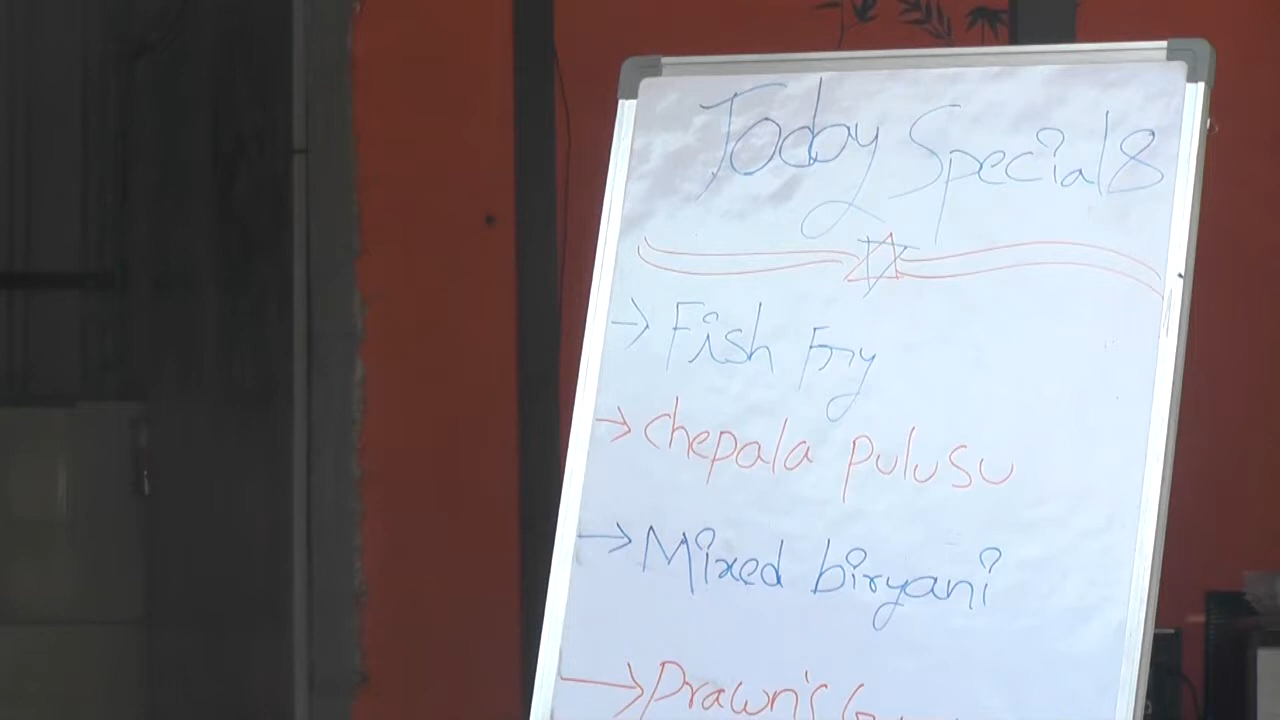 Today Specials
→ Fish Fry
→ Chepala pulusu
→ Mixed biryani
→ Prawn's